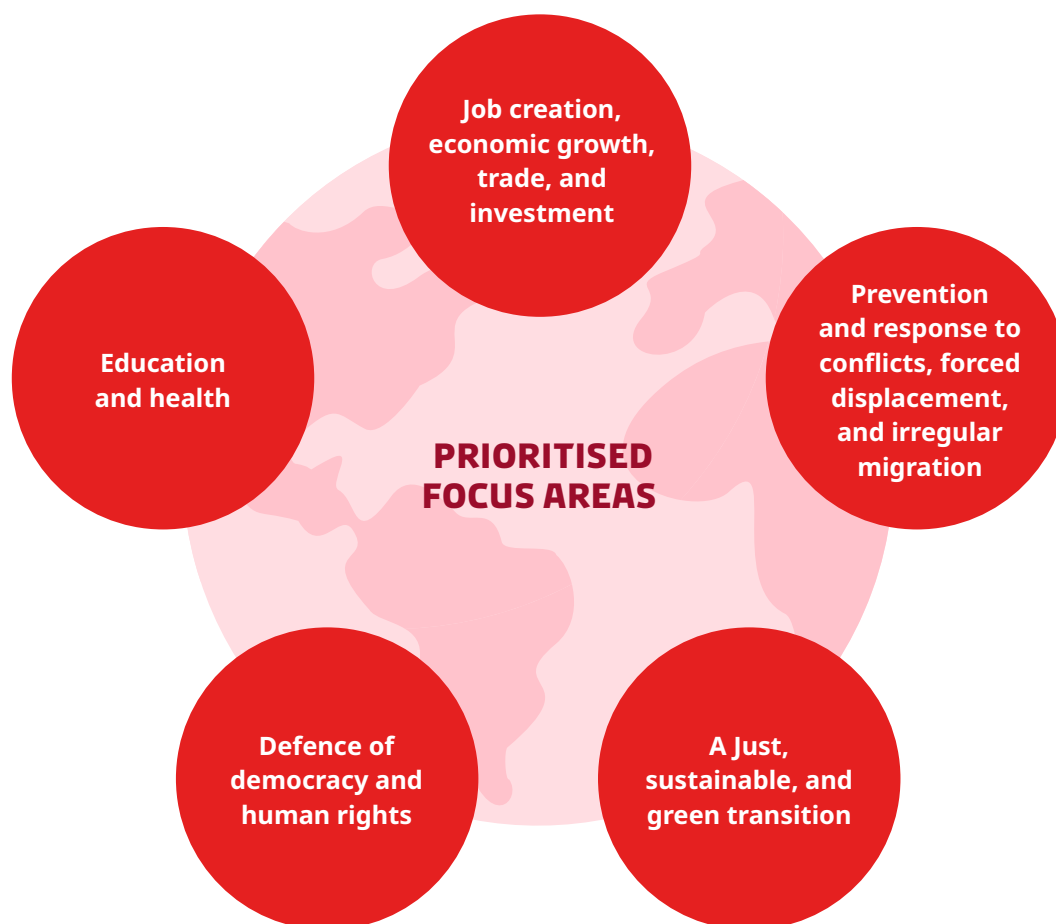 Job creation,
economic growth,
trade, and
investment
Prevention
and response to
conflicts, forced
displacement,
and irregular
migration
Education
and health
PRIORITISED
FOCUS AREAS
Defence of
democracy and
human rights
A Just,
sustainable, and
green transition